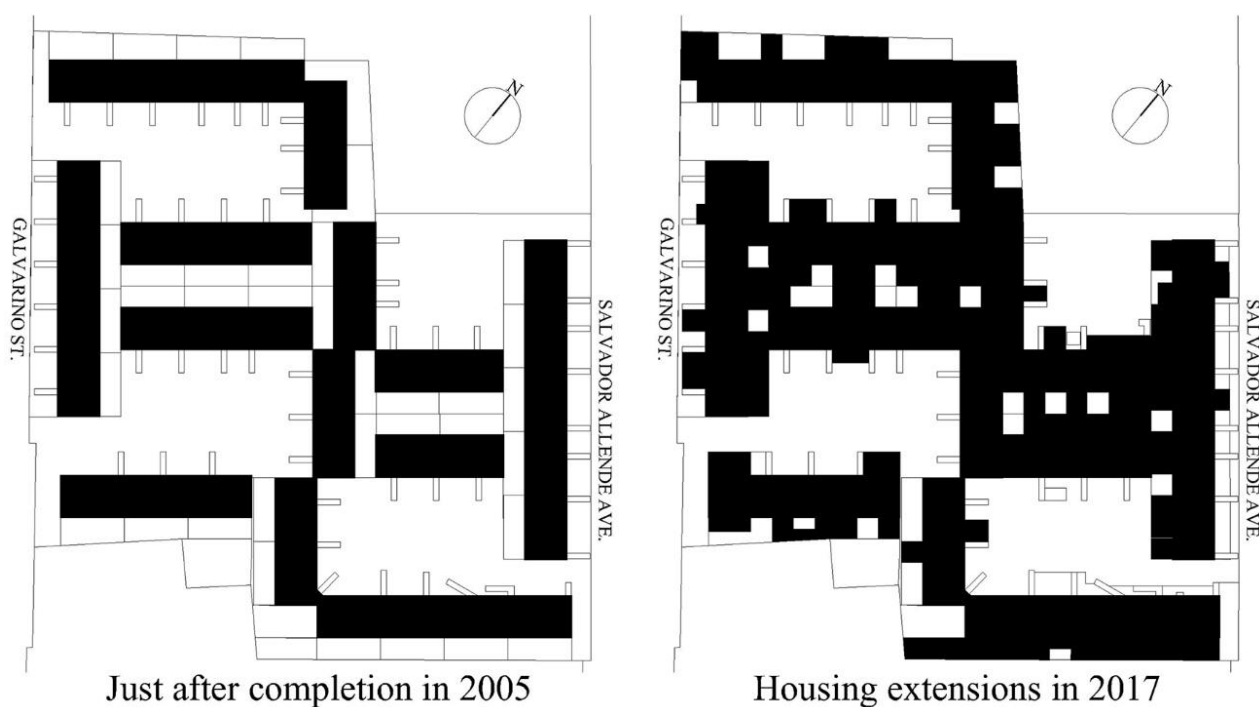 N
GALVARINO ST.
SALVADOR ALLENDE AVE.
Just after completion in 2005
N
GALVARINO ST.
SALVADOR ALLENDE AVE.
Housing extensions in 2017